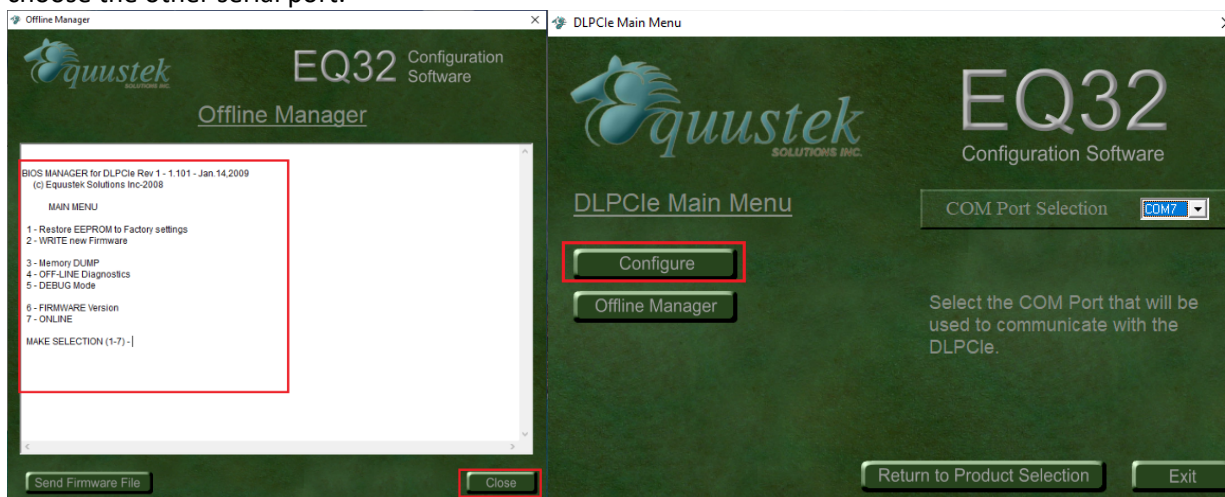 choose the other serial port.
Offline Manager
Equustek
SOLUTIONS INC.
EQ32 Configuration
Software
Offline Manager
BIOS MANAGER for DLPCIe Rev 1 - 1.101 - Jan.14,2009
(c) Equustek Solutions Inc-2008
MAIN MENU
1 - Restore EEPROM to Factory settings
2 - WRITE new Firmware
3 - Memory DUMP
4 - OFF-LINE Diagnostics
5 - DEBUG Mode
6 - FIRMWARE Version
7 - ONLINE
MAKE SELECTION (1-7) -
Send Firmware File
Close
DLPCIe Main Menu
Equustek
SOLUTIONS INC.
EQ32
Configuration Software
DLPCIe Main Menu
COM Port Selection COM7
Configure
Offline Manager
Select the COM Port that will be
used to communicate with the
DLPCIe.
Return to Product Selection
Exit